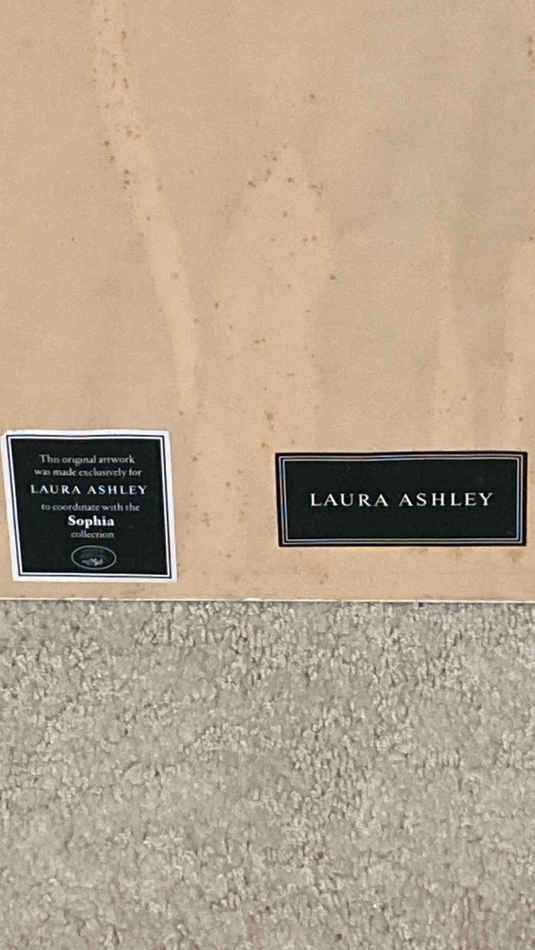 This original artwork
was made exclusively for
LAURA ASHLEY
to coordinate with the
Sophia
collection
LAURA ASHLEY